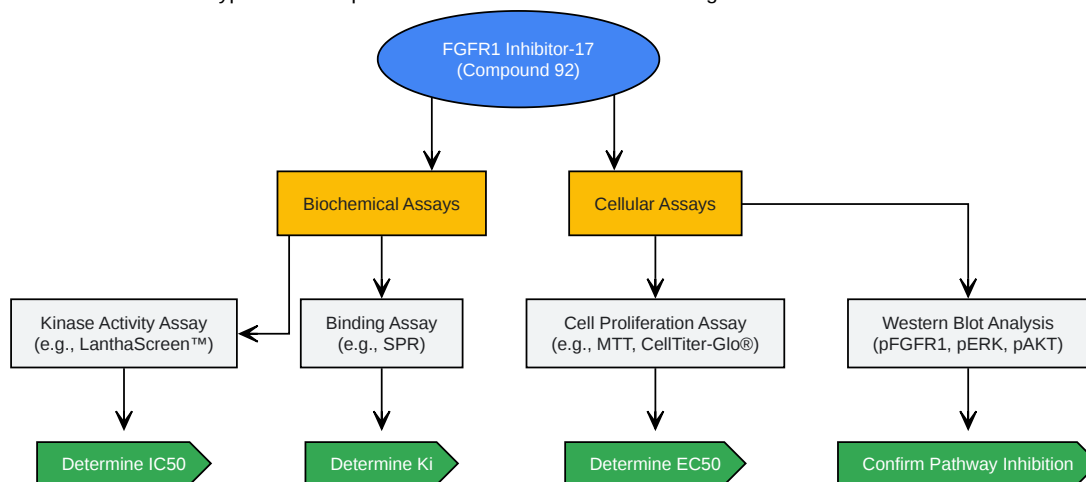 FGFR1 Inhibitor-17
(Compound 92)
Biochemical Assays
Cellular Assays
Kinase Activity Assay
(e.g., LanthaScreen™)
Binding Assay
(e.g., SPR)
Cell Proliferation Assay
(e.g., MTT, CellTiter-Glo®)
Western Blot Analysis
(pFGFR1, pERK, pAKT)
Determine IC50
Determine Ki
Determine EC50
Confirm Pathway Inhibition